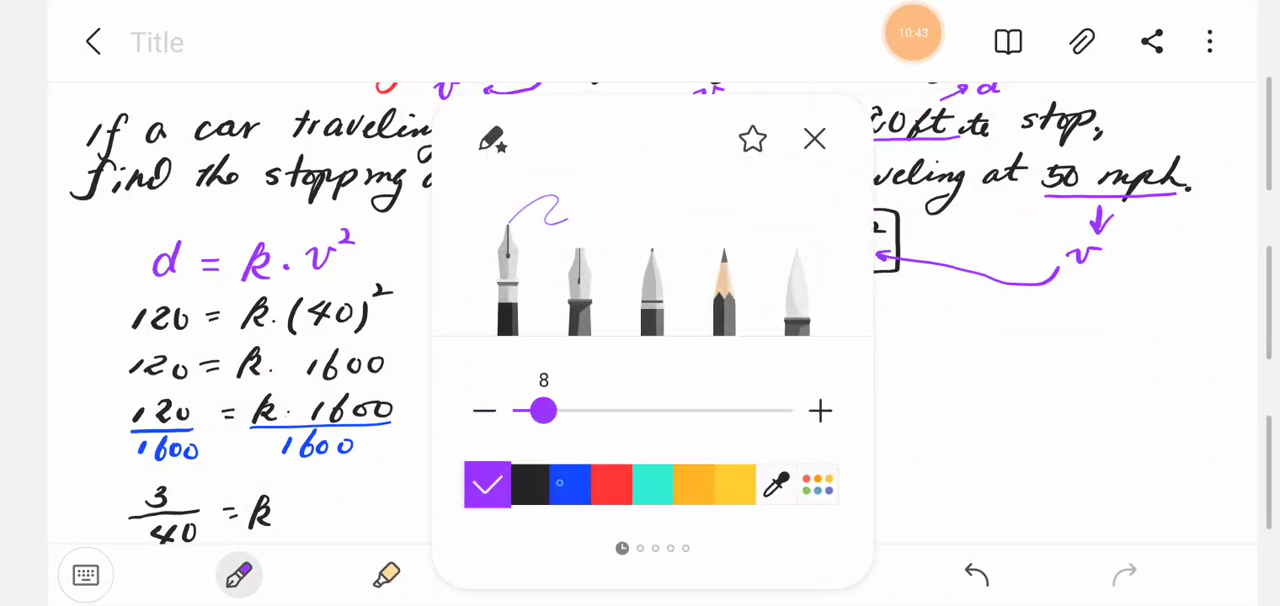 Title
10:43
v
d
If a car travelin
20ft to stop,
find the stopping
veling at 50 mph.
v
d = k . v²
120 = k . (40)²
120 = k . 1600
120 = k . 1600
1600 1600
3
40 = k
8